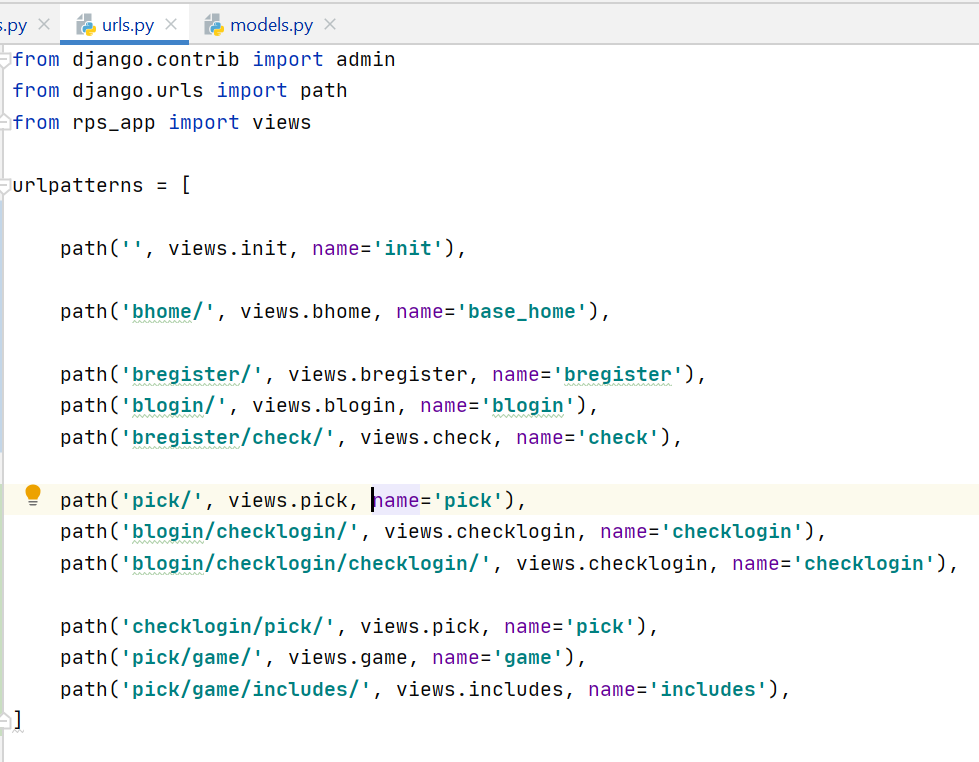 s.py urls.py models.py
from django.contrib import admin
from django.urls import path
from rps_app import views
urlpatterns = [
path('', views.init, name='init'),
path('bhome/', views.bhome, name='base_home'),
path('bregister/', views.bregister, name='bregister'),
path('blogin/', views.blogin, name='blogin'),
path('bregister/check/', views.check, name='check'),
path('pick/', views.pick, name='pick'),
path('blogin/checklogin/', views.checklogin, name='checklogin'),
path('blogin/checklogin/checklogin/', views.checklogin, name='checklogin'),
path('checklogin/pick/', views.pick, name='pick'),
path('pick/game/', views.game, name='game'),
path('pick/game/includes/', views.includes, name='includes'),
]